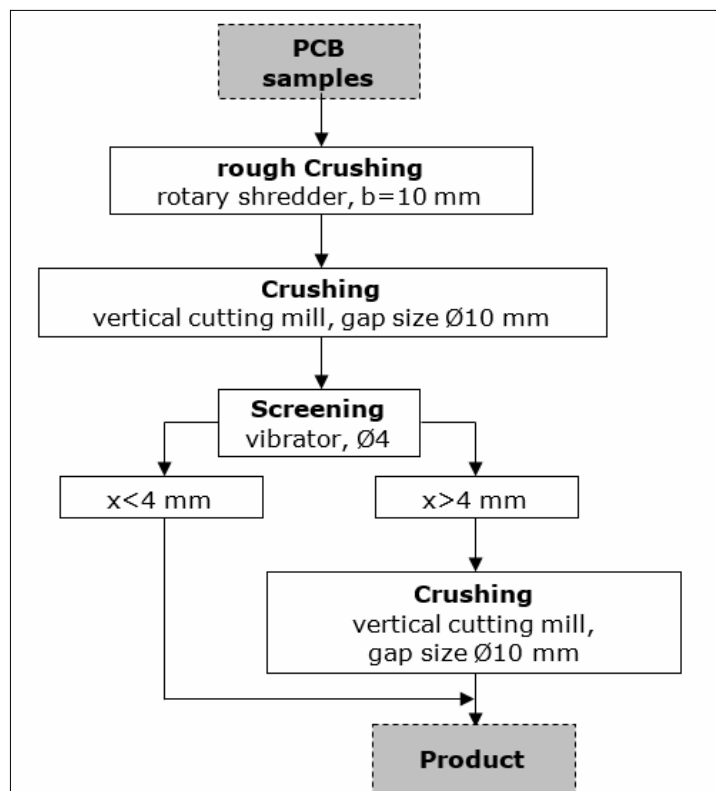 PCB
samples
rough Crushing
rotary shredder, b=10 mm
Crushing
vertical cutting mill, gap size Ø10 mm
Screening
vibrator, Ø4
x<4 mm
x>4 mm
Crushing
vertical cutting mill,
gap size Ø10 mm
Product